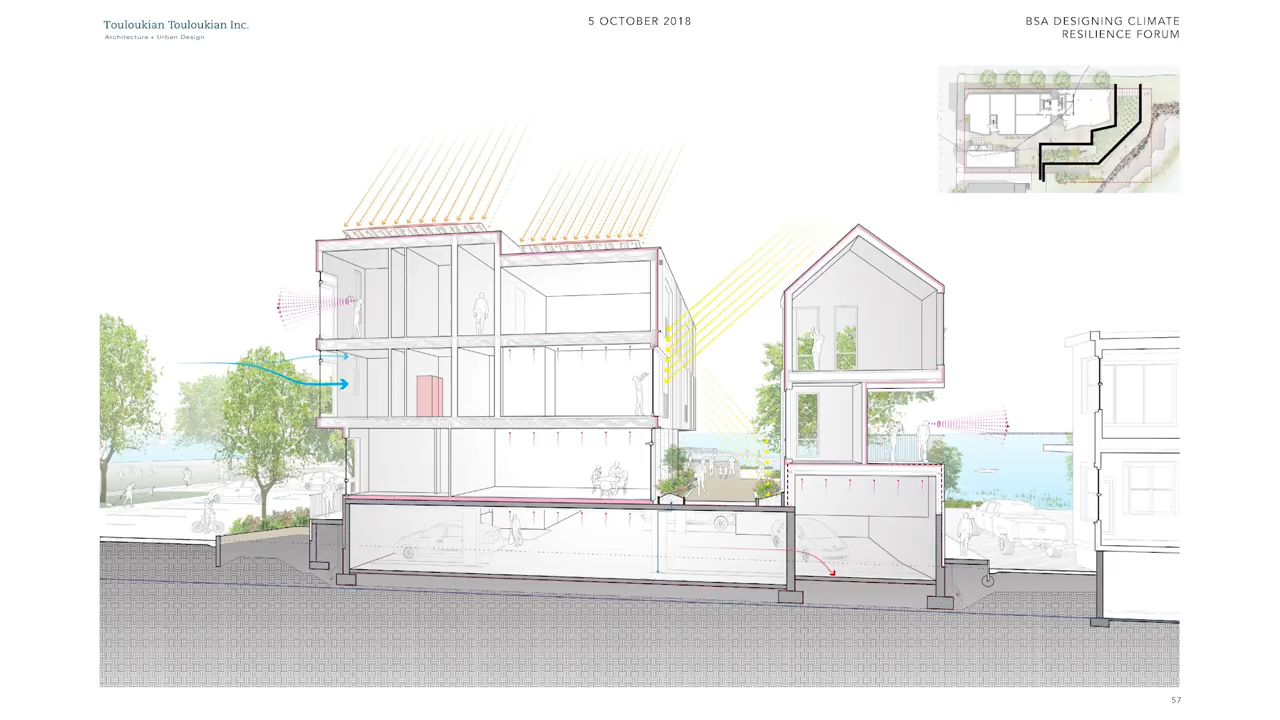 Touloukian Touloukian Inc.
Architecture + Urban Design
5 OCTOBER 2018
BSA DESIGNING CLIMATE
RESILIENCE FORUM
57